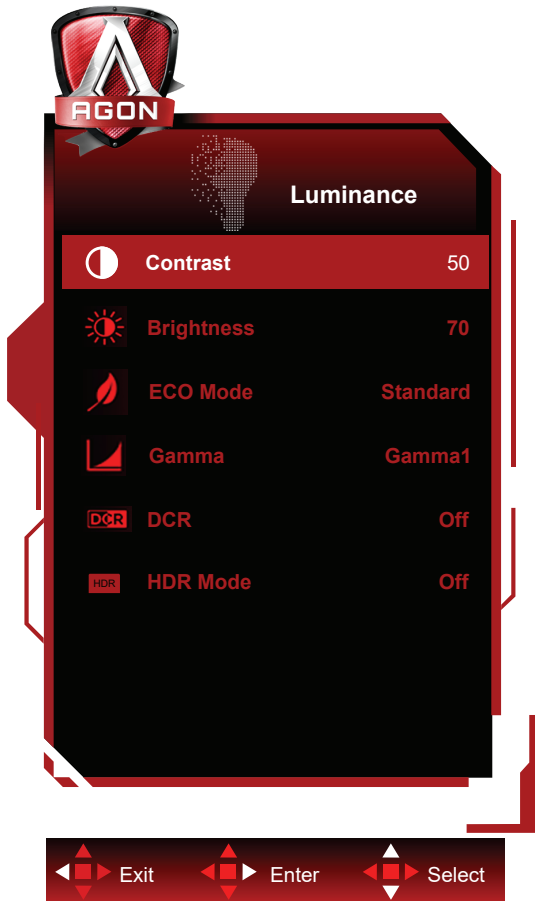 AGON
Luminance
Contrast 50
Brightness 70
ECO Mode Standard
Gamma Gamma1
DCR DCR Off
HDR HDR Mode Off
Exit Enter Select